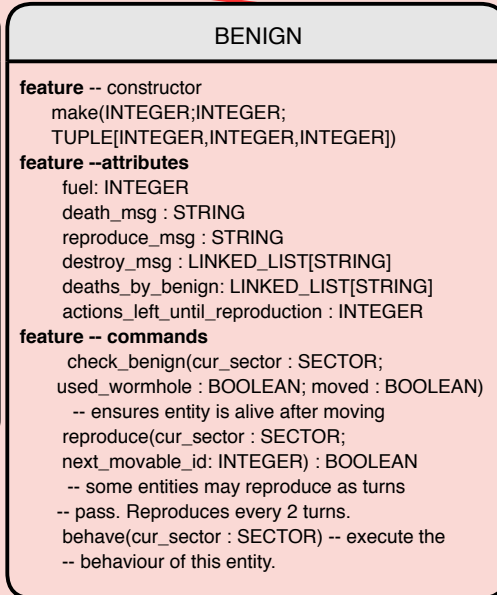 BENIGN
feature -- constructor
make(INTEGER;INTEGER;
TUPLE[INTEGER,INTEGER,INTEGER])
feature --attributes
fuel: INTEGER
death_msg : STRING
reproduce_msg : STRING
destroy_msg : LINKED_LIST[STRING]
deaths_by_benign: LINKED_LIST[STRING]
actions_left_until_reproduction : INTEGER
feature -- commands
check_benign(cur_sector : SECTOR;
used_wormhole : BOOLEAN; moved : BOOLEAN)
-- ensures entity is alive after moving
reproduce(cur_sector : SECTOR;
next_movable_id: INTEGER) : BOOLEAN
-- some entities may reproduce as turns
-- pass. Reproduces every 2 turns.
behave(cur_sector : SECTOR) -- execute the
-- behaviour of this entity.